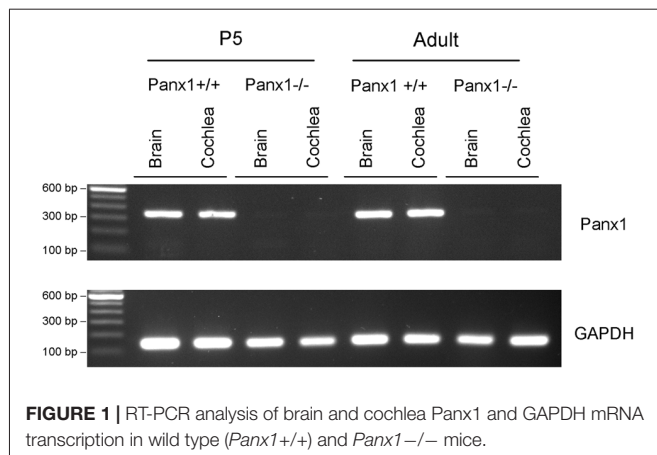 P5 Adult
Panx1+/+ Panx1-/- Panx1 +/+ Panx1-/-
Brain Cochlea Brain Cochlea Brain Cochlea Brain Cochlea
600 bp
300 bp
100 bp
Panx1
600 bp
300 bp
100 bp
GAPDH
FIGURE 1 | RT-PCR analysis of brain and cochlea Panx1 and GAPDH mRNA
transcription in wild type (Panx1+/+) and Panx1−/− mice.